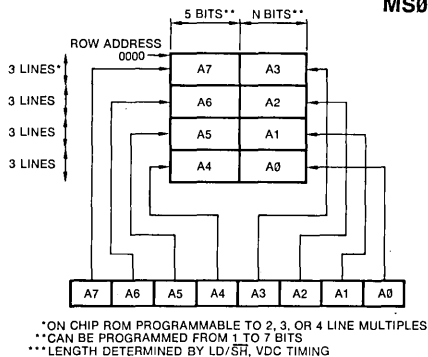 MSØ
5 BITS** N BITS**
ROW ADDRESS
0000
3 LINES* A7 A3
3 LINES A6 A2
3 LINES A5 A1
3 LINES A4 AØ
A7 A6 A5 A4 A3 A2 A1 AØ
*ON CHIP ROM PROGRAMMABLE TO 2, 3, OR 4 LINE MULTIPLES
**CAN BE PROGRAMMED FROM 1 TO 7 BITS
***LENGTH DETERMINED BY LD/SH, VDC TIMING